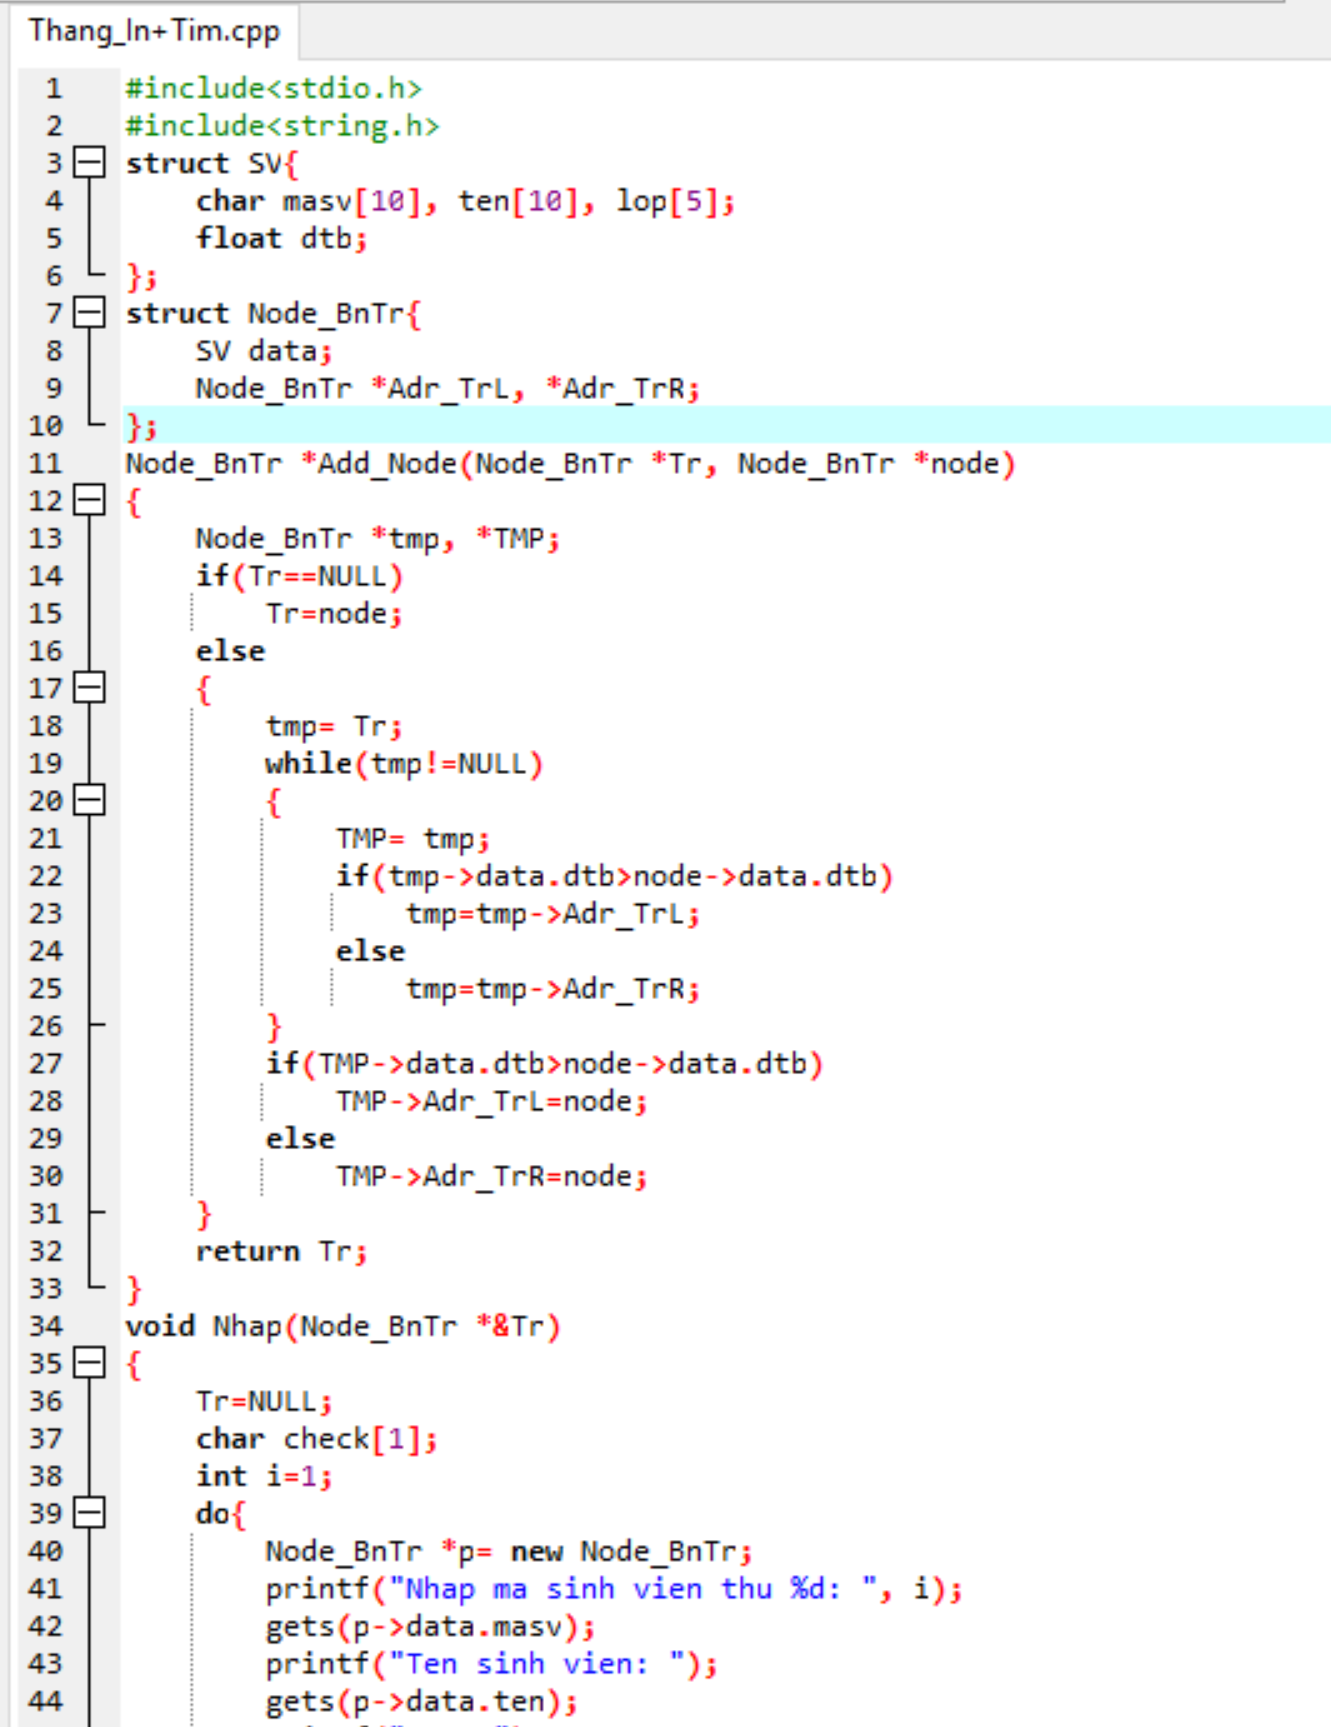 Thang_In+Tim.cpp
1 #include<stdio.h>
2 #include<string.h>
3 struct SV{
4 char masv[10], ten[10], lop[5];
5 float dtb;
6 };
7 struct Node_BnTr{
8 SV data;
9 Node_BnTr *Adr_TrL, *Adr_TrR;
10 };
11 Node_BnTr *Add_Node(Node_BnTr *Tr, Node_BnTr *node)
12 {
13 Node_BnTr *tmp, *TMP;
14 if(Tr==NULL)
15 Tr=node;
16 else
17 {
18 tmp= Tr;
19 while(tmp!=NULL)
20 {
21 TMP= tmp;
22 if(tmp->data.dtb>node->data.dtb)
23 tmp=tmp->Adr_TrL;
24 else
25 tmp=tmp->Adr_TrR;
26 }
27 if(TMP->data.dtb>node->data.dtb)
28 TMP->Adr_TrL=node;
29 else
30 TMP->Adr_TrR=node;
31 }
32 return Tr;
33 }
34 void Nhap(Node_BnTr *&Tr)
35 {
36 Tr=NULL;
37 char check[1];
38 int i=1;
39 do{
40 Node_BnTr *p= new Node_BnTr;
41 printf("Nhap ma sinh vien thu %d: ", i);
42 gets(p->data.masv);
43 printf("Ten sinh vien: ");
44 gets(p->data.ten);